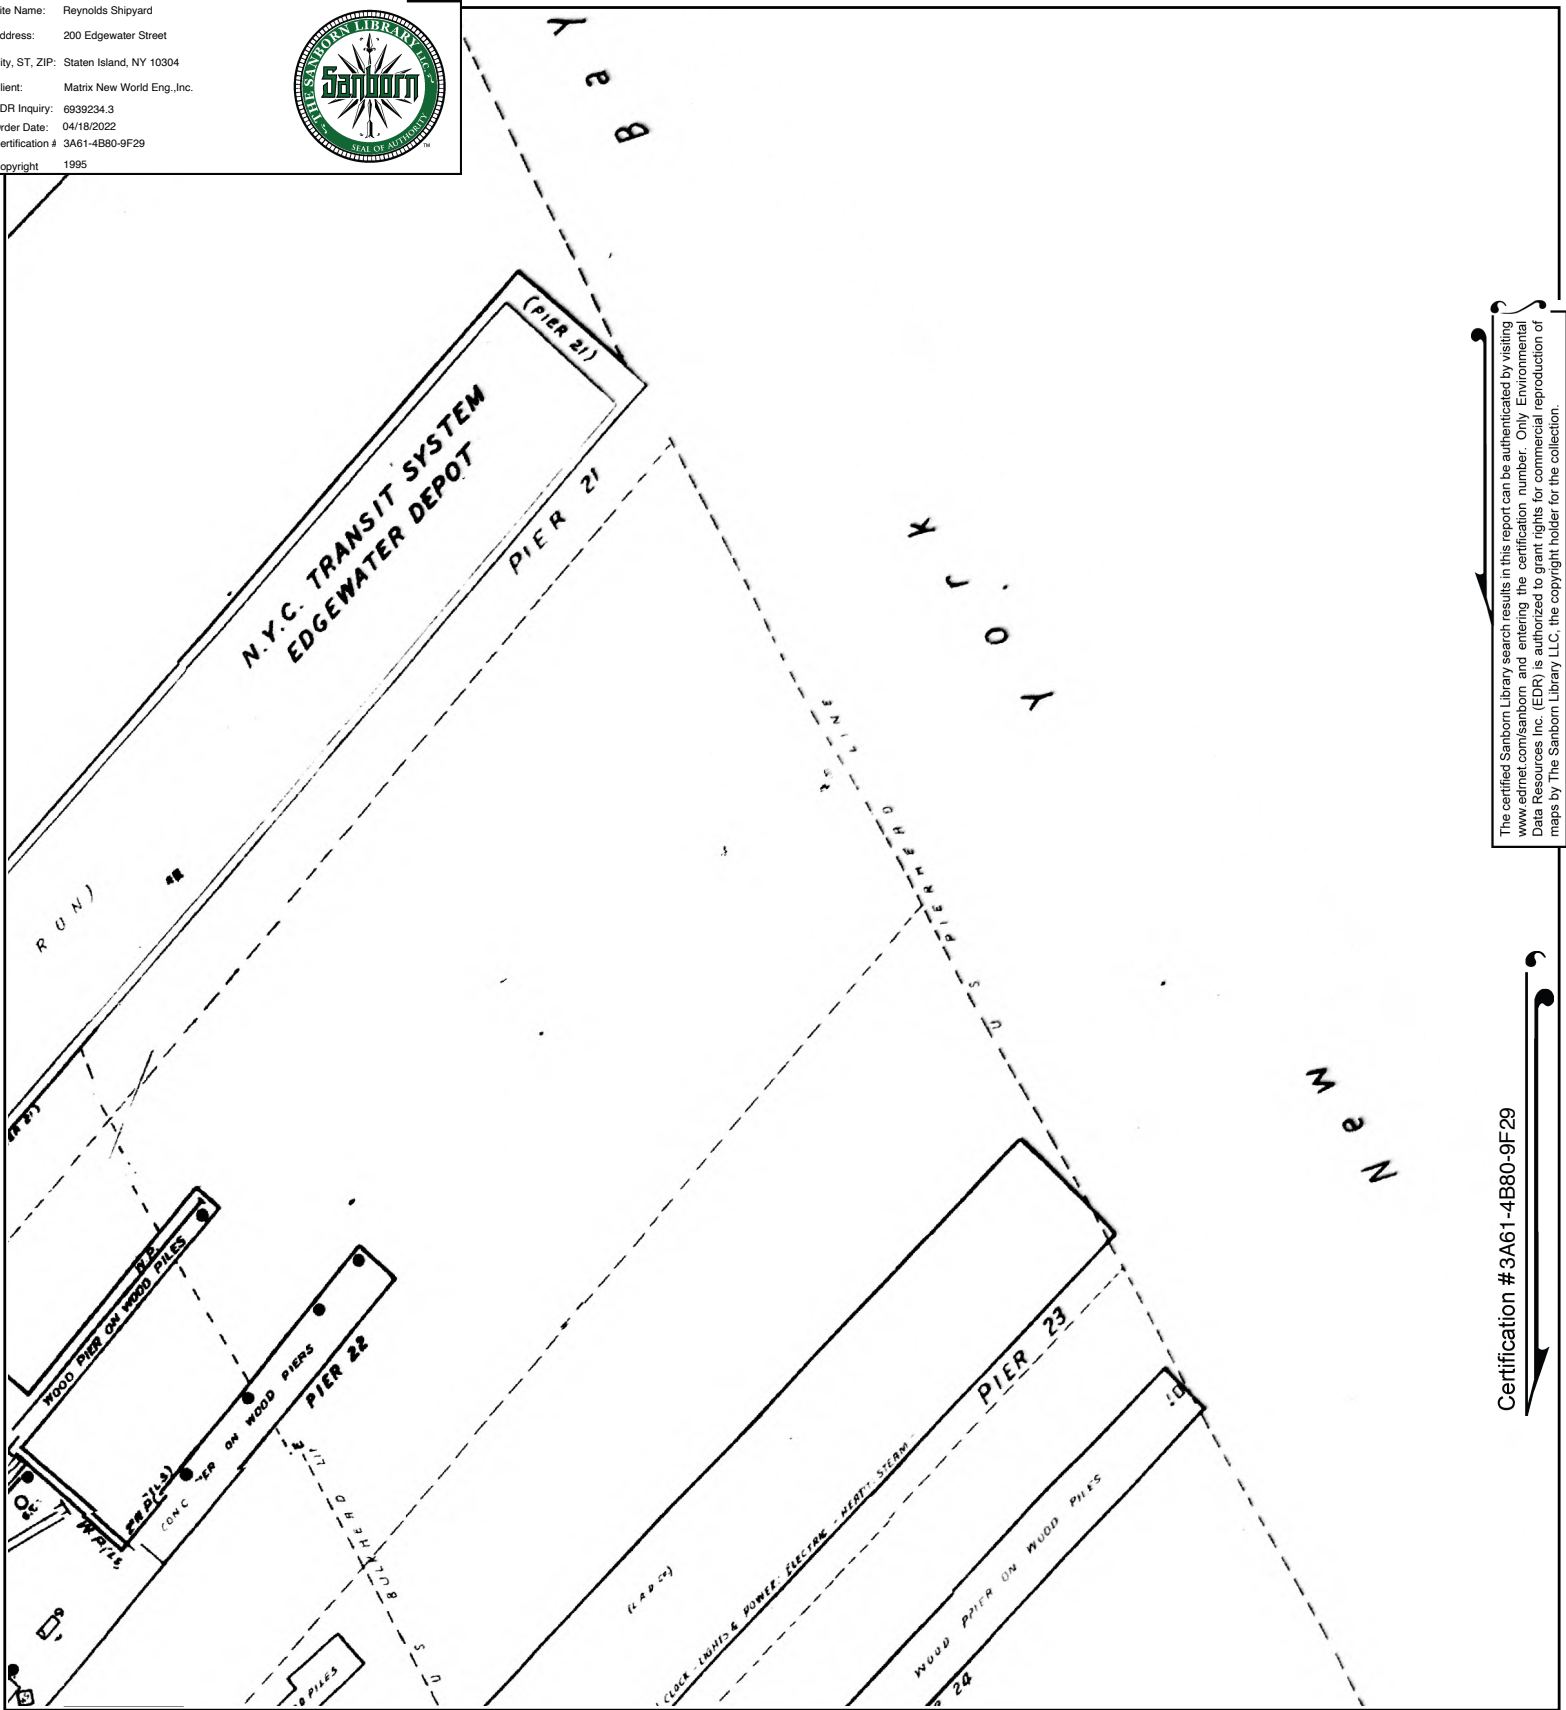 ite Name: Reynolds Shipyard
ddress: 200 Edgewater Street
ity, ST, ZIP: Staten Island, NY 10304
lient: Matrix New World Eng.,Inc.
DR Inquiry: 6939234.3
rder Date: 04/18/2022
ertification # 3A61-4B80-9F29
opyright 1995
THE SANBORN LIBRARY LLC
Sanborn
SEAL OF AUTHORITY
™
New
York
Bay
(PIER 21)
N.Y.C. TRANSIT SYSTEM
EDGEWATER DEPOT
PIER 21
RUN)
U S PIERHEAD LINE
W.P.
WOOD PIER ON WOOD PILES
ON WOOD PIERS
PIER 22
CONC
U S BULKHEAD
PIER 23
(L.R.D. CO)
CLOCK - LIGHTS & POWER: ELECTRIC - HEAT: STEAM
WOOD PPIER ON WOOD PILES
24
D PILES
The certified Sanborn Library search results in this report can be authenticated by visiting
www.edrnet.com/sanborn and entering the certification number. Only Environmental
Data Resources Inc. (EDR) is authorized to grant rights for commercial reproduction of
maps by The Sanborn Library LLC, the copyright holder for the collection.
Certification # 3A61-4B80-9F29